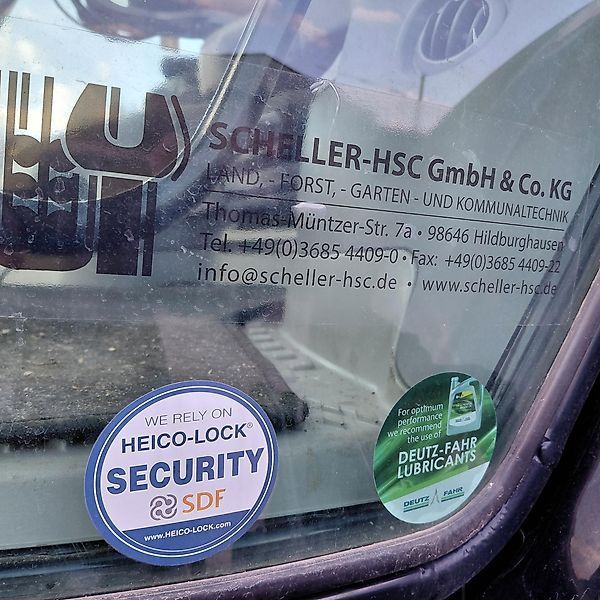 SCHELLER-HSC GmbH & Co. KG
LAND, - FORST, - GARTEN - UND KOMMUNALTECHNIK
Thomas-Müntzer-Str. 7a • 98646 Hildburghausen
Tel. +49(0)3685 4409-0 • Fax: +49(0)3685 4409-22
info@scheller-hsc.de • www.scheller-hsc.de
WE RELY ON
HEICO-LOCK®
SECURITY
SDF
www.HEICO-LOCK.com
For optimum
performance
we recommend
the use of
DEUTZ-FAHR
LUBRICANTS
DEUTZ FAHR